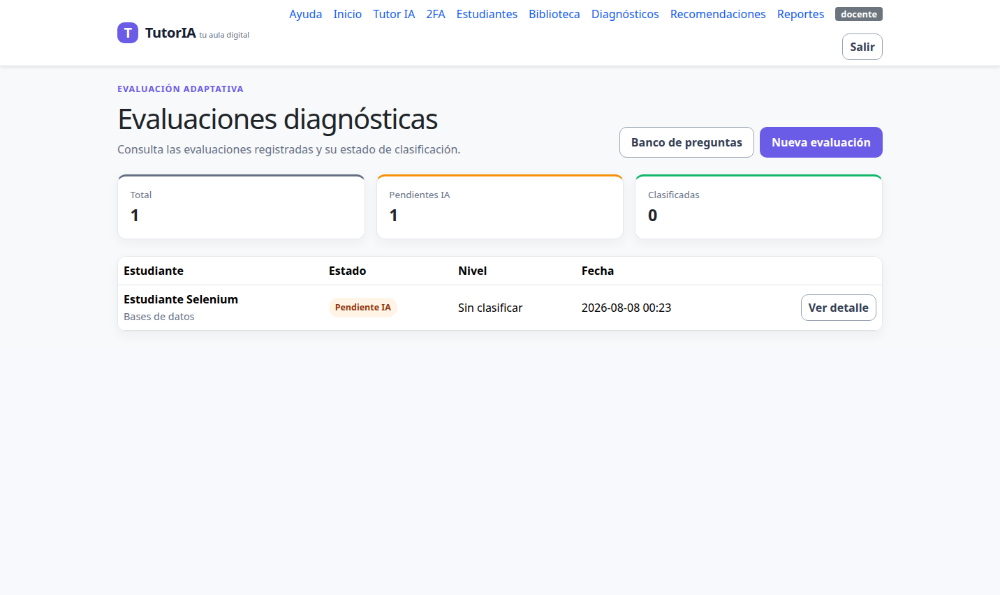 Ayuda Inicio Tutor IA 2FA Estudiantes Biblioteca Diagnósticos Recomendaciones Reportes docente
T TutorIA tu aula digital
Salir
EVALUACIÓN ADAPTATIVA
Evaluaciones diagnósticas
Consulta las evaluaciones registradas y su estado de clasificación.
Banco de preguntas Nueva evaluación
Total Pendientes IA Clasificadas
1 1 0
Estudiante Estado Nivel Fecha
Estudiante Selenium
Bases de datos
Pendiente IA Sin clasificar 2026-08-08 00:23 Ver detalle